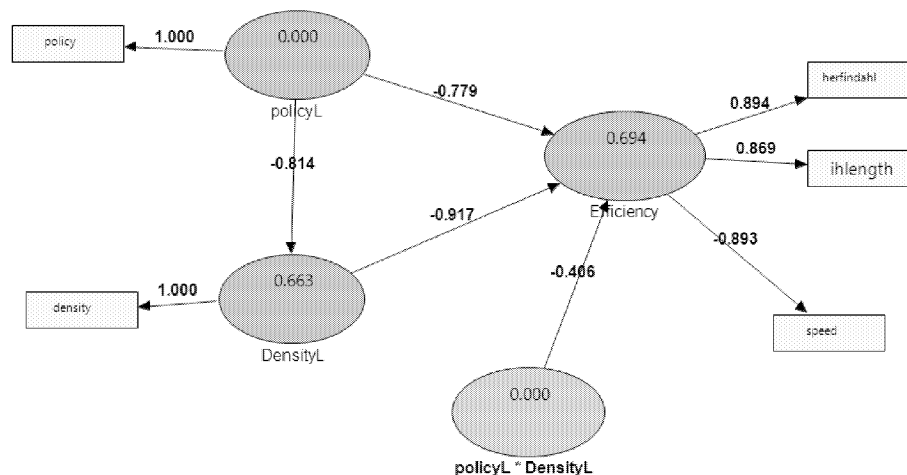 0.000
policy
1.000
policyL
-0.779
herfindahl
0.894
0.694
0.869
ihlength
-0.814
Efficiency
-0.917
-0.893
0.663
1.000
density
-0.406
DensityL
speed
0.000
policyL * DensityL